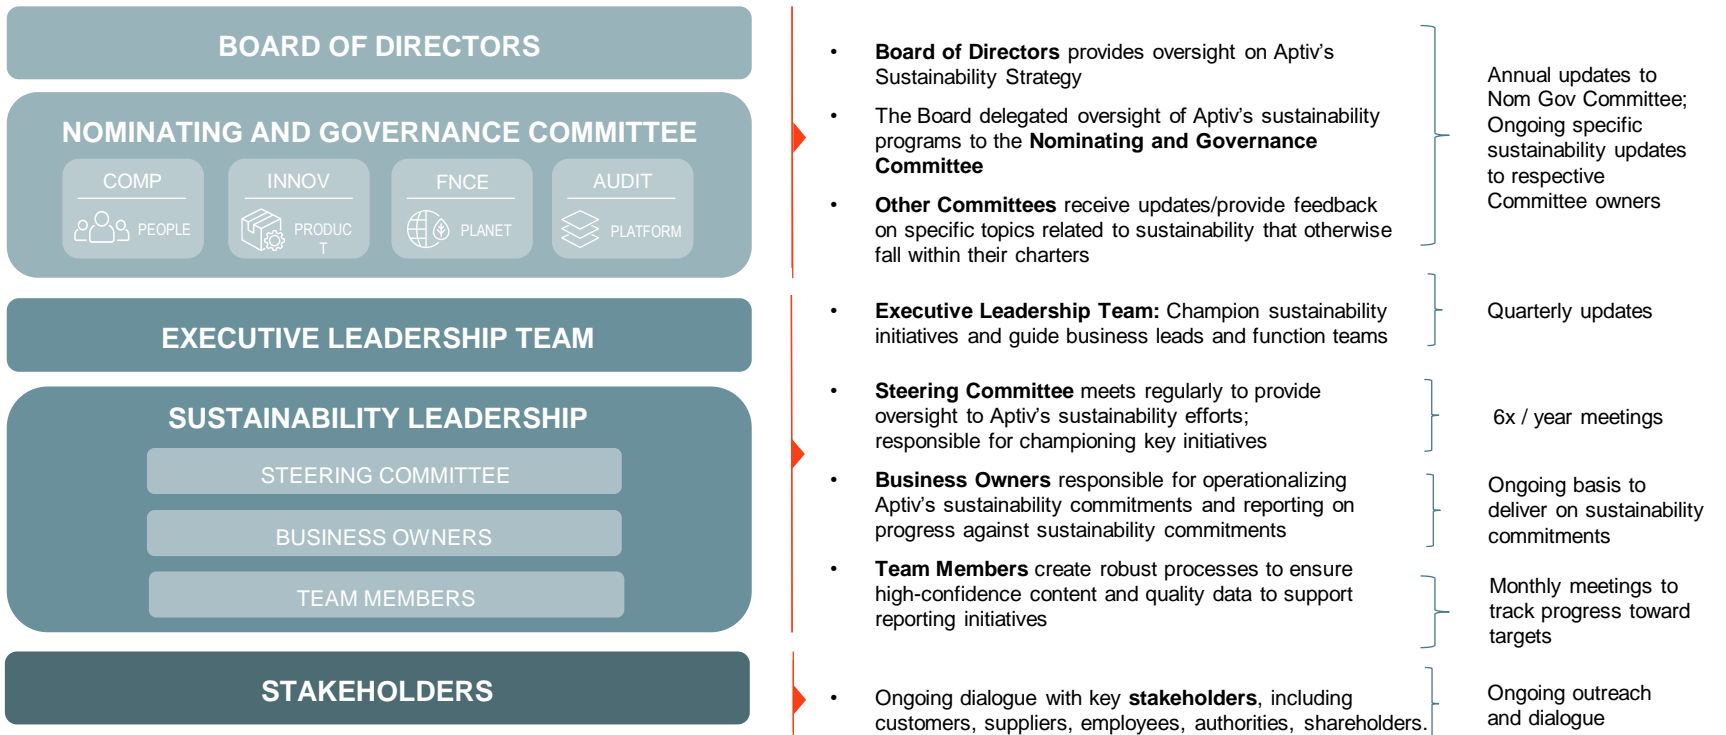 BOARD OF DIRECTORS
NOMINATING AND GOVERNANCE COMMITTEE
COMP
PEOPLE
INNOV
PRODUC
T
FNCE
PLANET
AUDIT
PLATFORM
EXECUTIVE LEADERSHIP TEAM
SUSTAINABILITY LEADERSHIP
STEERING COMMITTEE
BUSINESS OWNERS
TEAM MEMBERS
STAKEHOLDERS
• Board of Directors provides oversight on Aptiv’s
Sustainability Strategy
• The Board delegated oversight of Aptiv’s sustainability
programs to the Nominating and Governance
Committee
• Other Committees receive updates/provide feedback
on specific topics related to sustainability that otherwise
fall within their charters
• Executive Leadership Team: Champion sustainability
initiatives and guide business leads and function teams
• Steering Committee meets regularly to provide
oversight to Aptiv’s sustainability efforts;
responsible for championing key initiatives
• Business Owners responsible for operationalizing
Aptiv’s sustainability commitments and reporting on
progress against sustainability commitments
• Team Members create robust processes to ensure
high-confidence content and quality data to support
reporting initiatives
• Ongoing dialogue with key stakeholders, including
customers, suppliers, employees, authorities, shareholders.
Annual updates to
Nom Gov Committee;
Ongoing specific
sustainability updates
to respective
Committee owners
Quarterly updates
6x / year meetings
Ongoing basis to
deliver on sustainability
commitments
Monthly meetings to
track progress toward
targets
Ongoing outreach
and dialogue